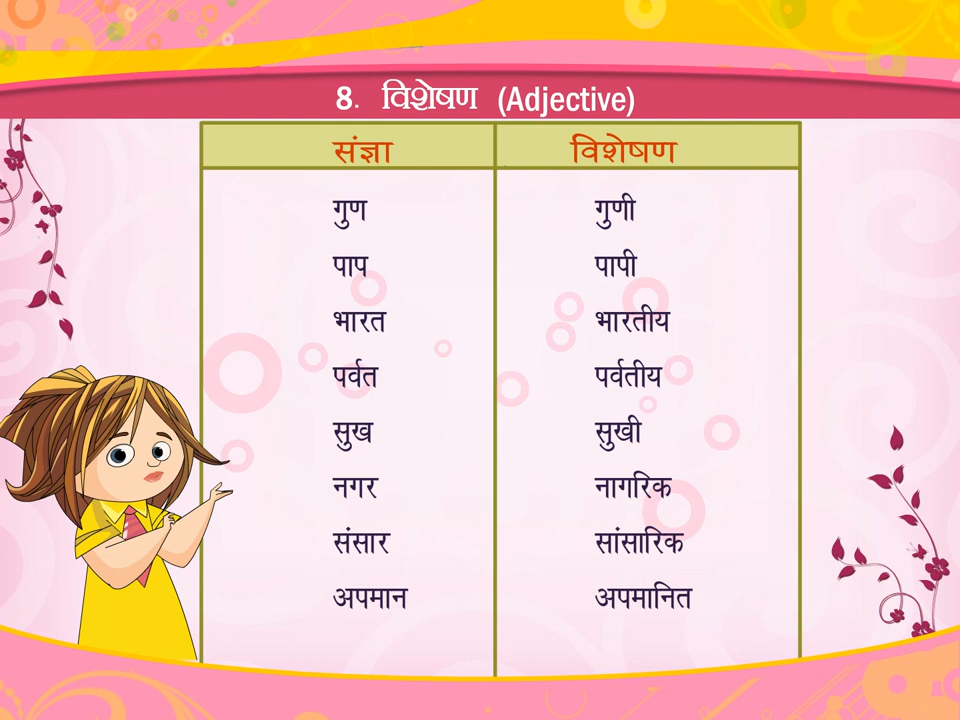 8. विशेषण (Adjective)
संज्ञा विशेषण
गुण गुणी
पाप पापी
भारत भारतीय
पर्वत पर्वतीय
सुख सुखी
नगर नागरिक
संसार सांसारिक
अपमान अपमानित